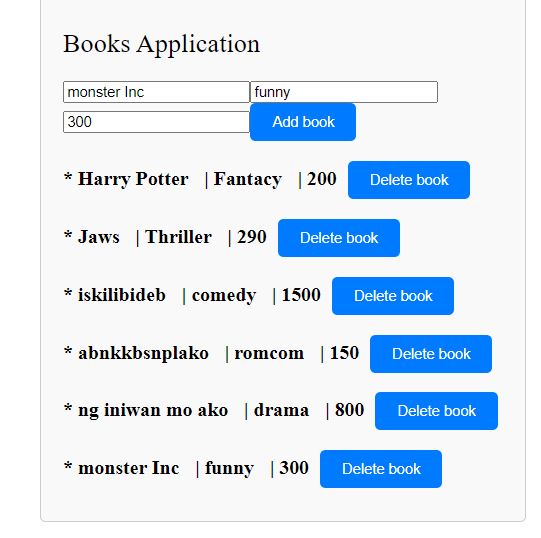 Books Application
monster Inc funny
300 Add book
* Harry Potter | Fantacy | 200 Delete book
* Jaws | Thriller | 290 Delete book
* iskilibideb | comedy | 1500 Delete book
* abnkkbsnplako | romcom | 150 Delete book
* ng iniwan mo ako | drama | 800 Delete book
* monster Inc | funny | 300 Delete book